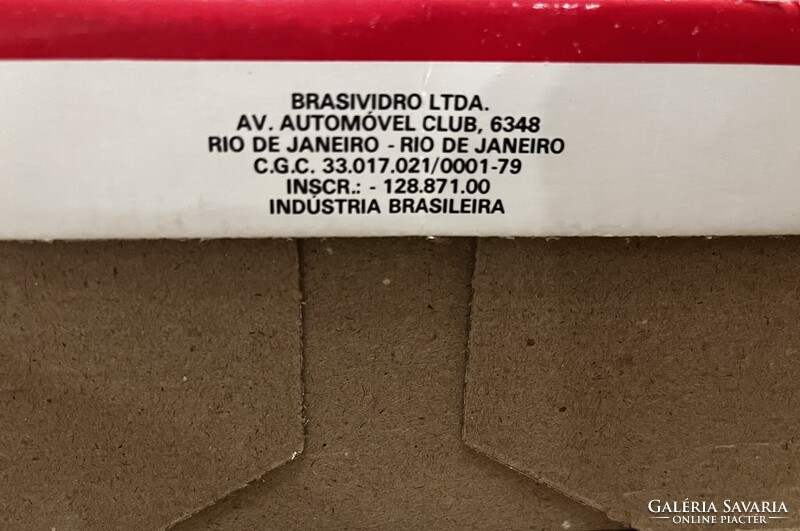 BRASIVIDRO LTDA.
AV. AUTOMÓVEL CLUB, 6348
RIO DE JANEIRO - RIO DE JANEIRO
C.G.C. 33.017.021/0001-79
INSCR.: - 128.871.00
INDÚSTRIA BRASILEIRA
GALÉRIA SAVARIA
ONLINE PIACTÉR